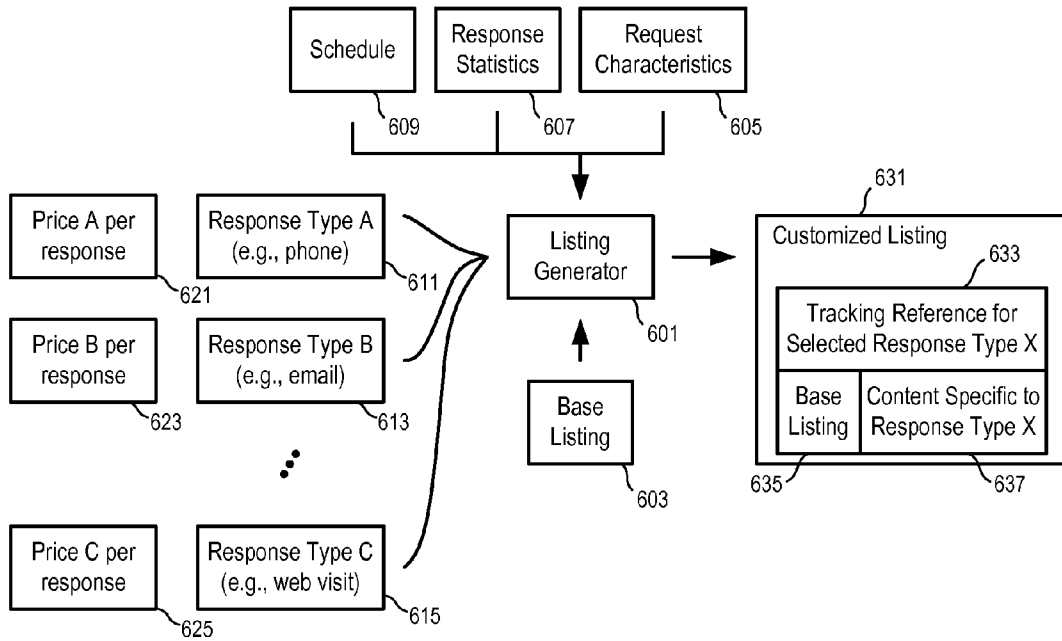 Schedule
Response
Statistics
Request
Characteristics
609
607
605
Price A per
response
Response Type A
(e.g., phone)
621
611
Listing
Generator
601
631
Customized Listing
633
Tracking Reference for
Selected Response Type X
Base
Listing
Content Specific to
Response Type X
635
637
Price B per
response
Response Type B
(e.g., email)
623
613
Base
Listing
603
Price C per
response
Response Type C
(e.g., web visit)
625
615